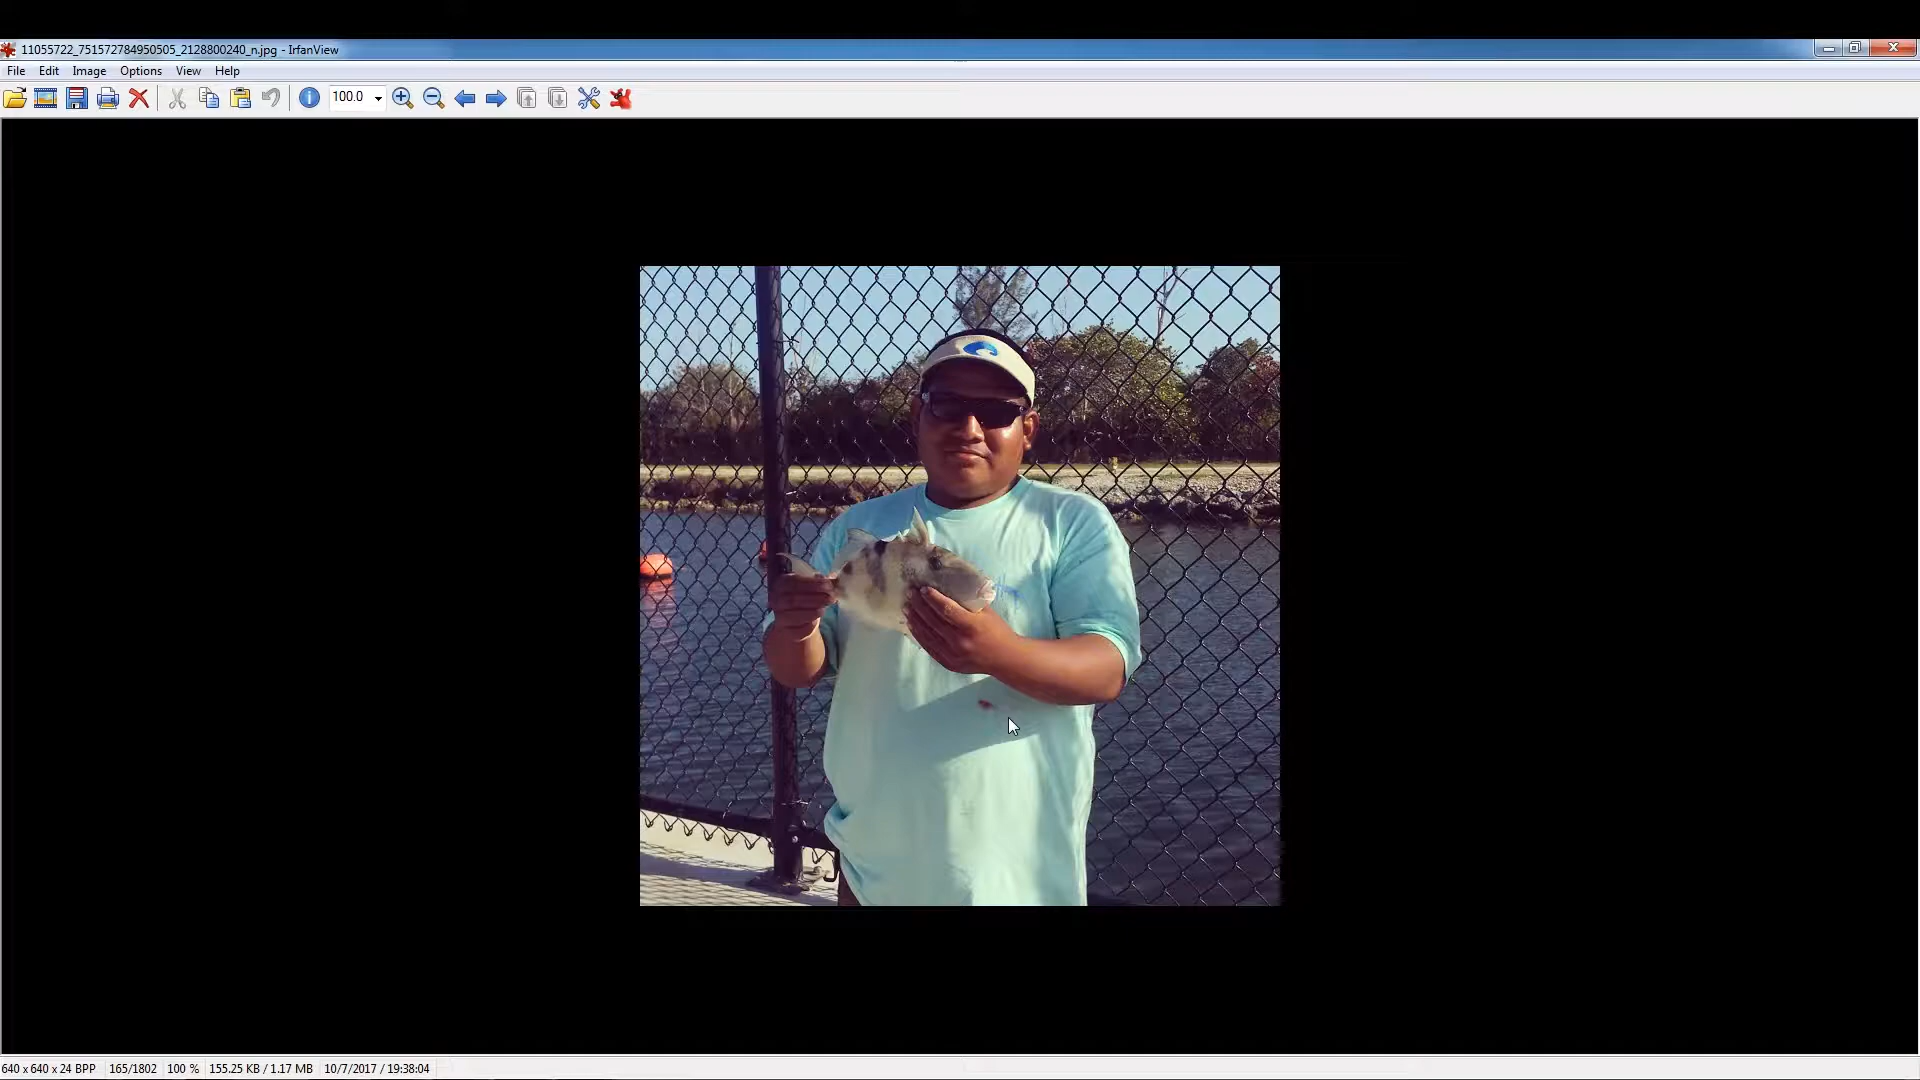 11055722_751572784950505_2128800240_n.jpg - IrfanView
File Edit Image Options View Help
100.0
640 x 640 x 24 BPP 165/1802 100 % 155.25 KB / 1.17 MB 10/7/2017 / 19:38:04